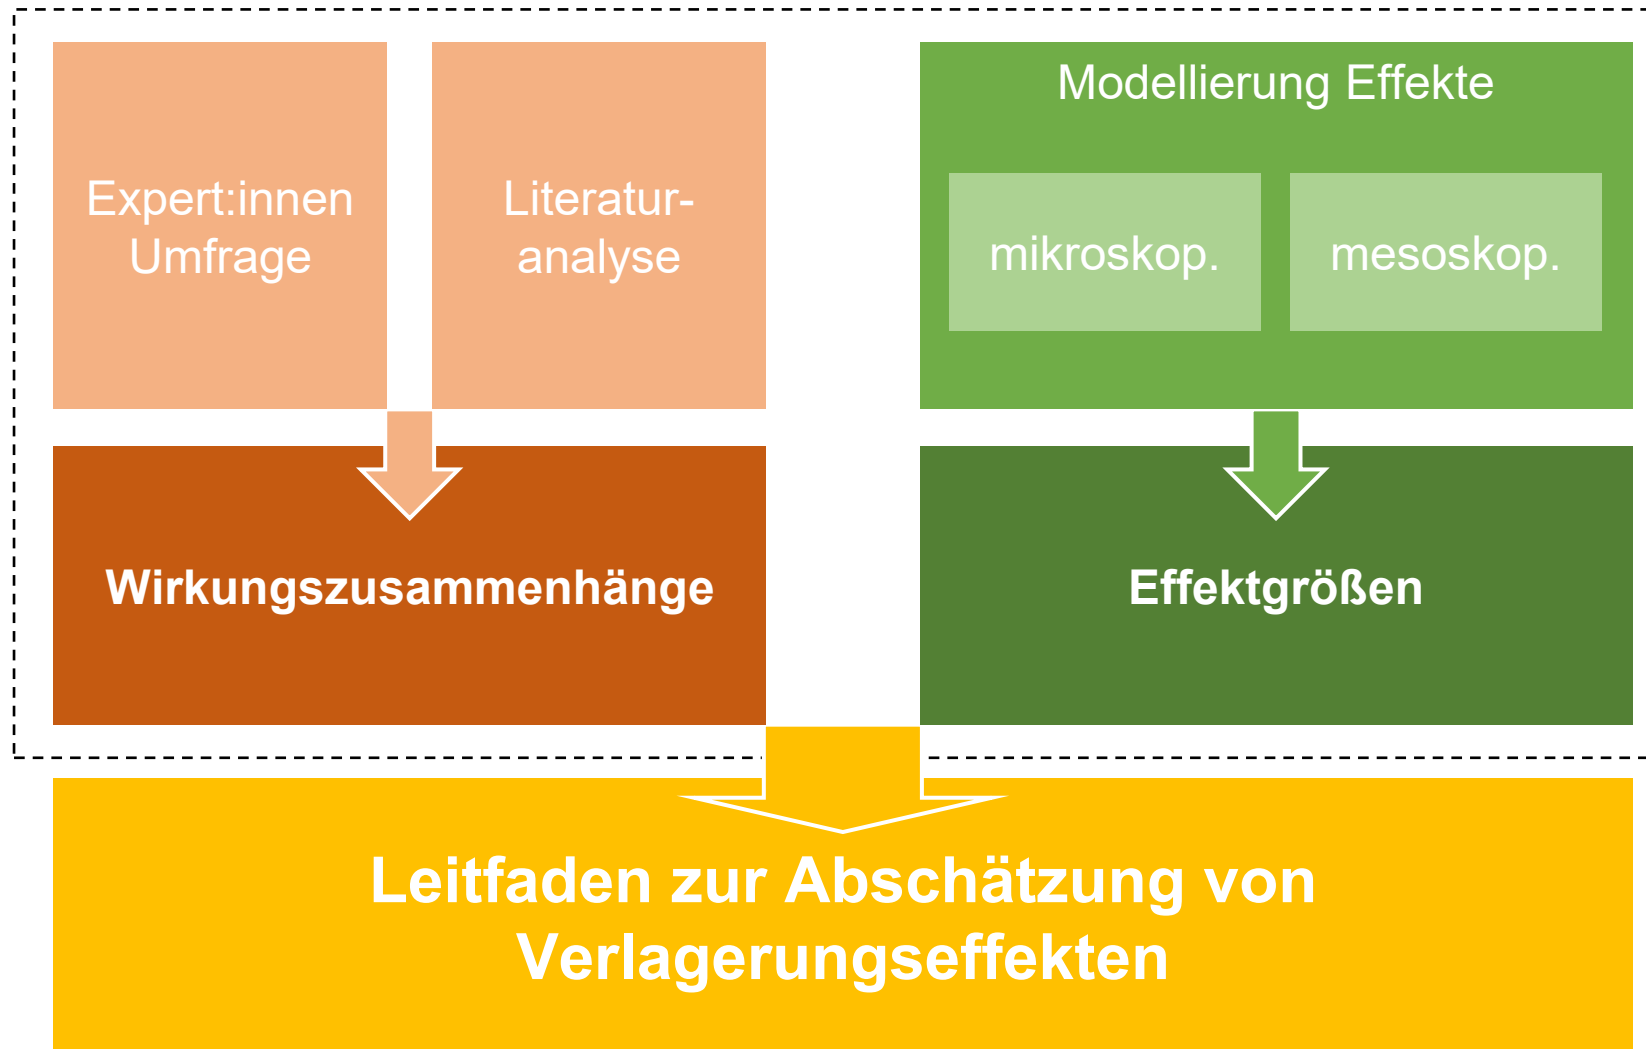 Expert:innen
Umfrage
Literatur-
analyse
Modellierung Effekte
mikroskop.
mesoskop.
Wirkungszusammenhänge
Effektgrößen
Leitfaden zur Abschätzung von
Verlagerungseffekten